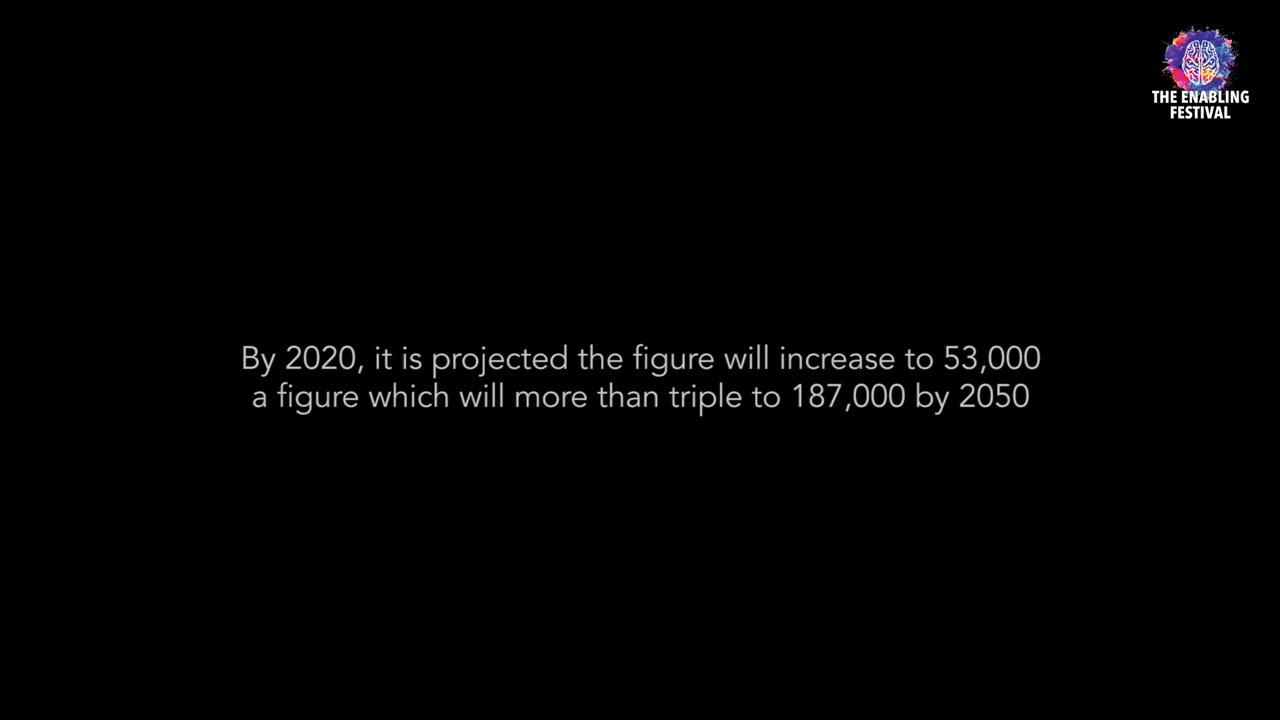 THE ENABLING
FESTIVAL
By 2020, it is projected the figure will increase to 53,000
a figure which will more than triple to 187,000 by 2050